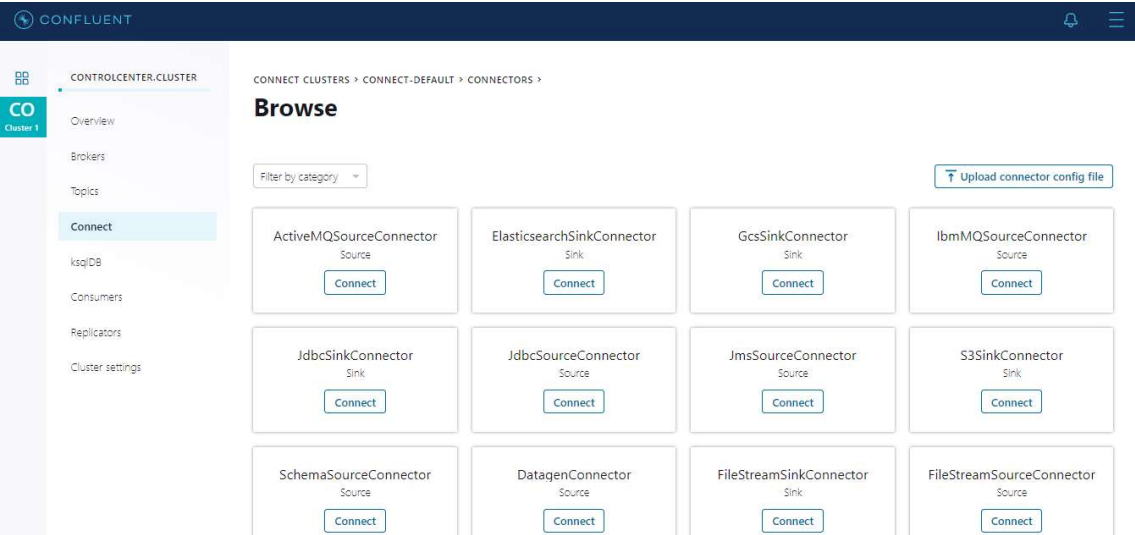 CONFLUENT
CONTROLCENTER.CLUSTER
CO
Cluster 1
Overview
Brokers
Topics
Connect
ksqlDB
Consumers
Replicators
Cluster settings
CONNECT CLUSTERS > CONNECT-DEFAULT > CONNECTORS >
Browse
Filter by category
Upload connector config file
ActiveMQSourceConnector
Source
Connect
ElasticsearchSinkConnector
Sink
Connect
GcsSinkConnector
Sink
Connect
IbmMQSourceConnector
Source
Connect
JdbcSinkConnector
Sink
Connect
JdbcSourceConnector
Source
Connect
JmsSourceConnector
Source
Connect
S3SinkConnector
Sink
Connect
SchemaSourceConnector
Source
Connect
DatagenConnector
Source
Connect
FileStreamSinkConnector
Sink
Connect
FileStreamSourceConnector
Source
Connect